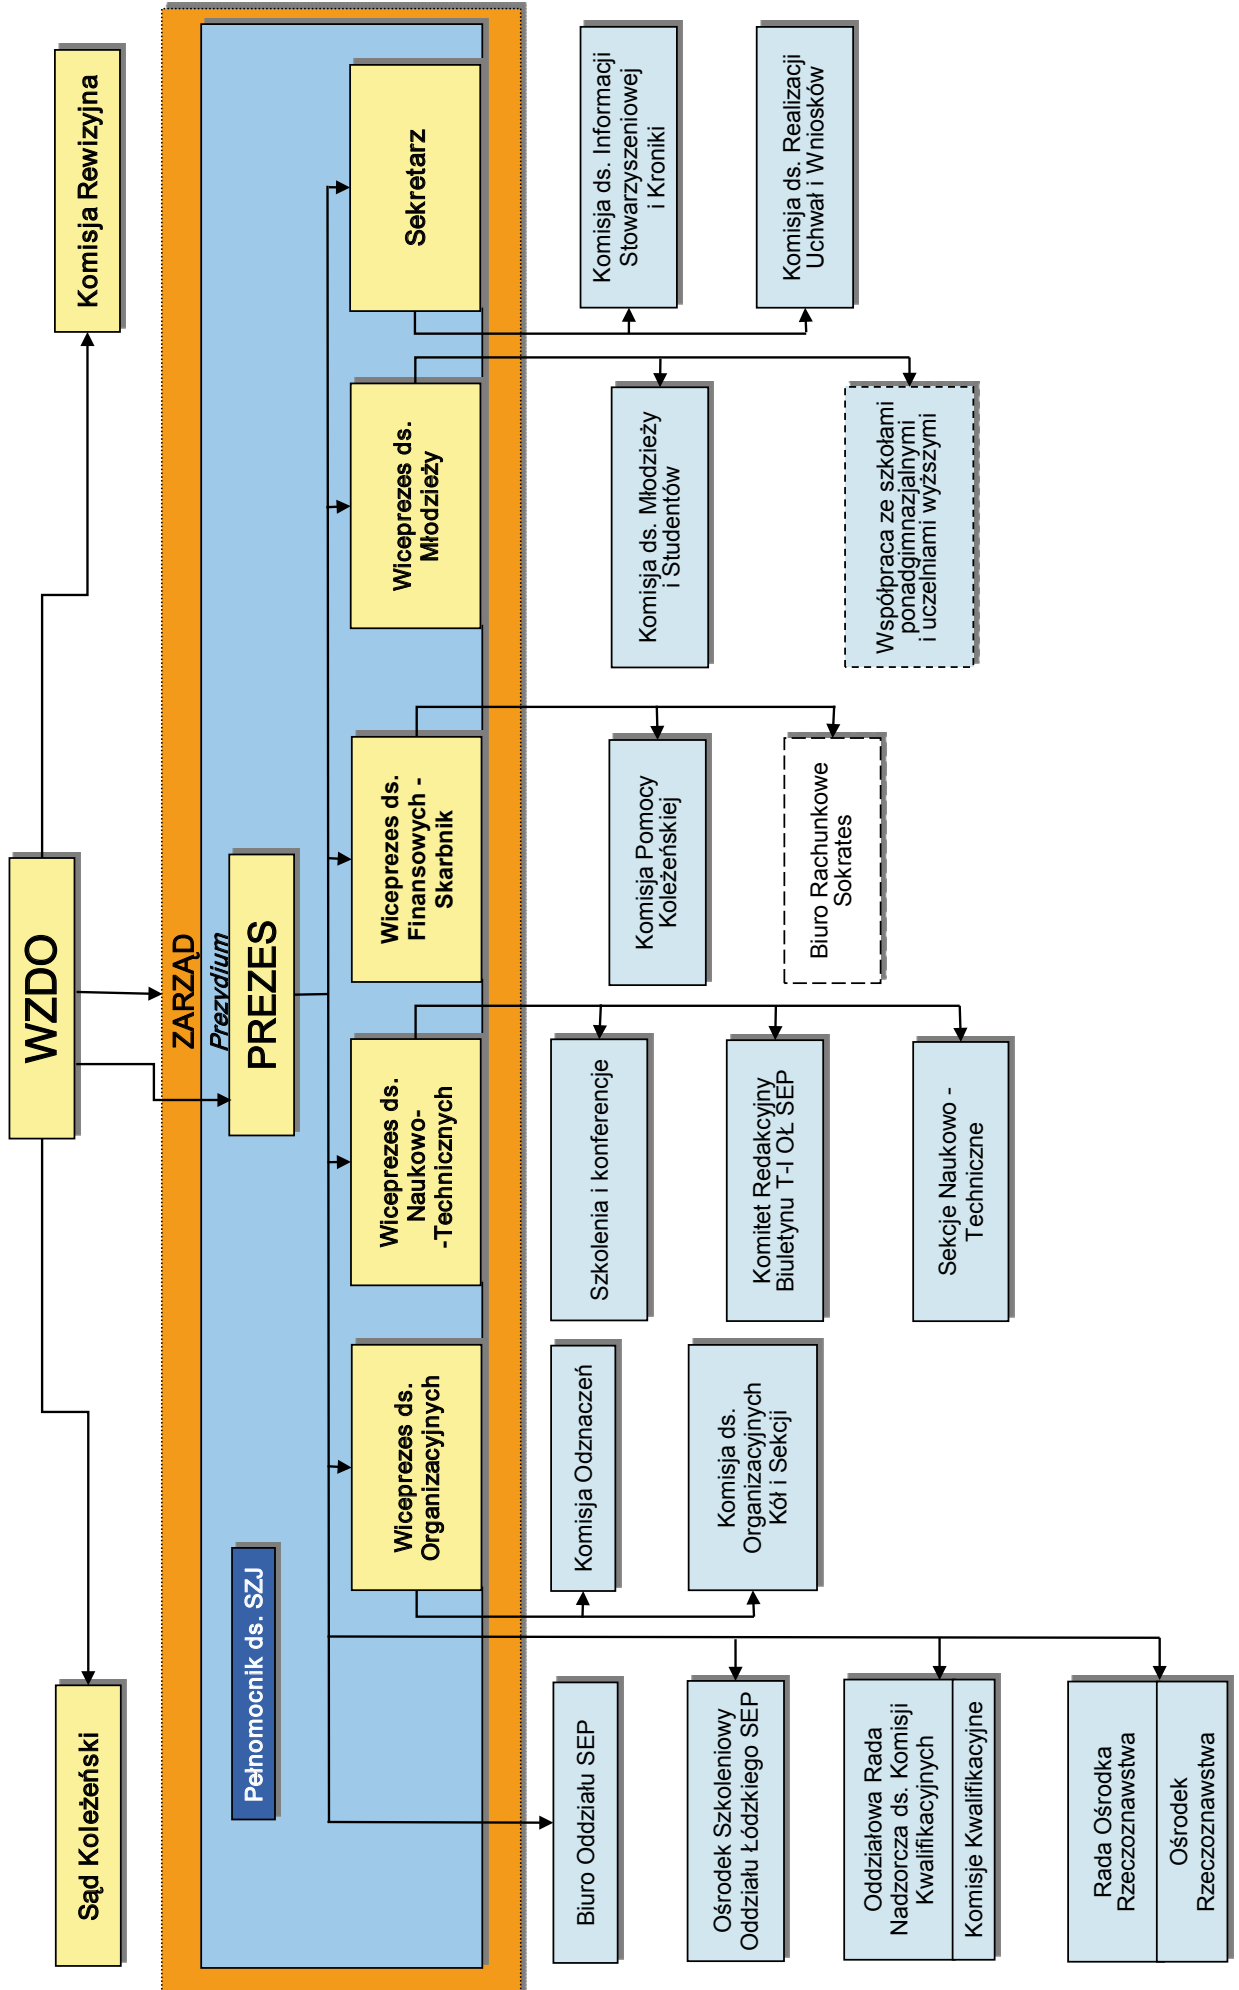 WZDO
Sąd Koleżeński
Komisja Rewizyjna
ZARZĄD
Prezydium
PREZES
Pełnomocnik ds. SZJ
Wiceprezes ds.
Organizacyjnych
Wiceprezes ds.
Naukowo-
-Technicznych
Wiceprezes ds.
Finansowych -
Skarbnik
Wiceprezes ds.
Młodzieży
Sekretarz
Biuro Oddziału SEP
Ośrodek Szkoleniowy
Oddziału Łódzkiego SEP
Oddziałowa Rada
Nadzorcza ds. Komisji
Kwalifikacyjnych
Komisje Kwalifikacyjne
Rada Ośrodka
Rzeczoznawstwa
Ośrodek
Rzeczoznawstwa
Komisja Odznaczeń
Komisja ds.
Organizacyjnych
Kół i Sekcji
Szkolenia i konferencje
Komitet Redakcyjny
Biuletynu T-I OŁ SEP
Sekcje Naukowo -
Techniczne
Komisja Pomocy
Koleżeńskiej
Biuro Rachunkowe
Sokrates
Komisja ds. Młodzieży
i Studentów
Współpraca ze szkołami
ponadgimnazjalnymi
i uczelniami wyższymi
Komisja ds. Informacji
Stowarzyszeniowej
i Kroniki
Komisja ds. Realizacji
Uchwał i Wniosków